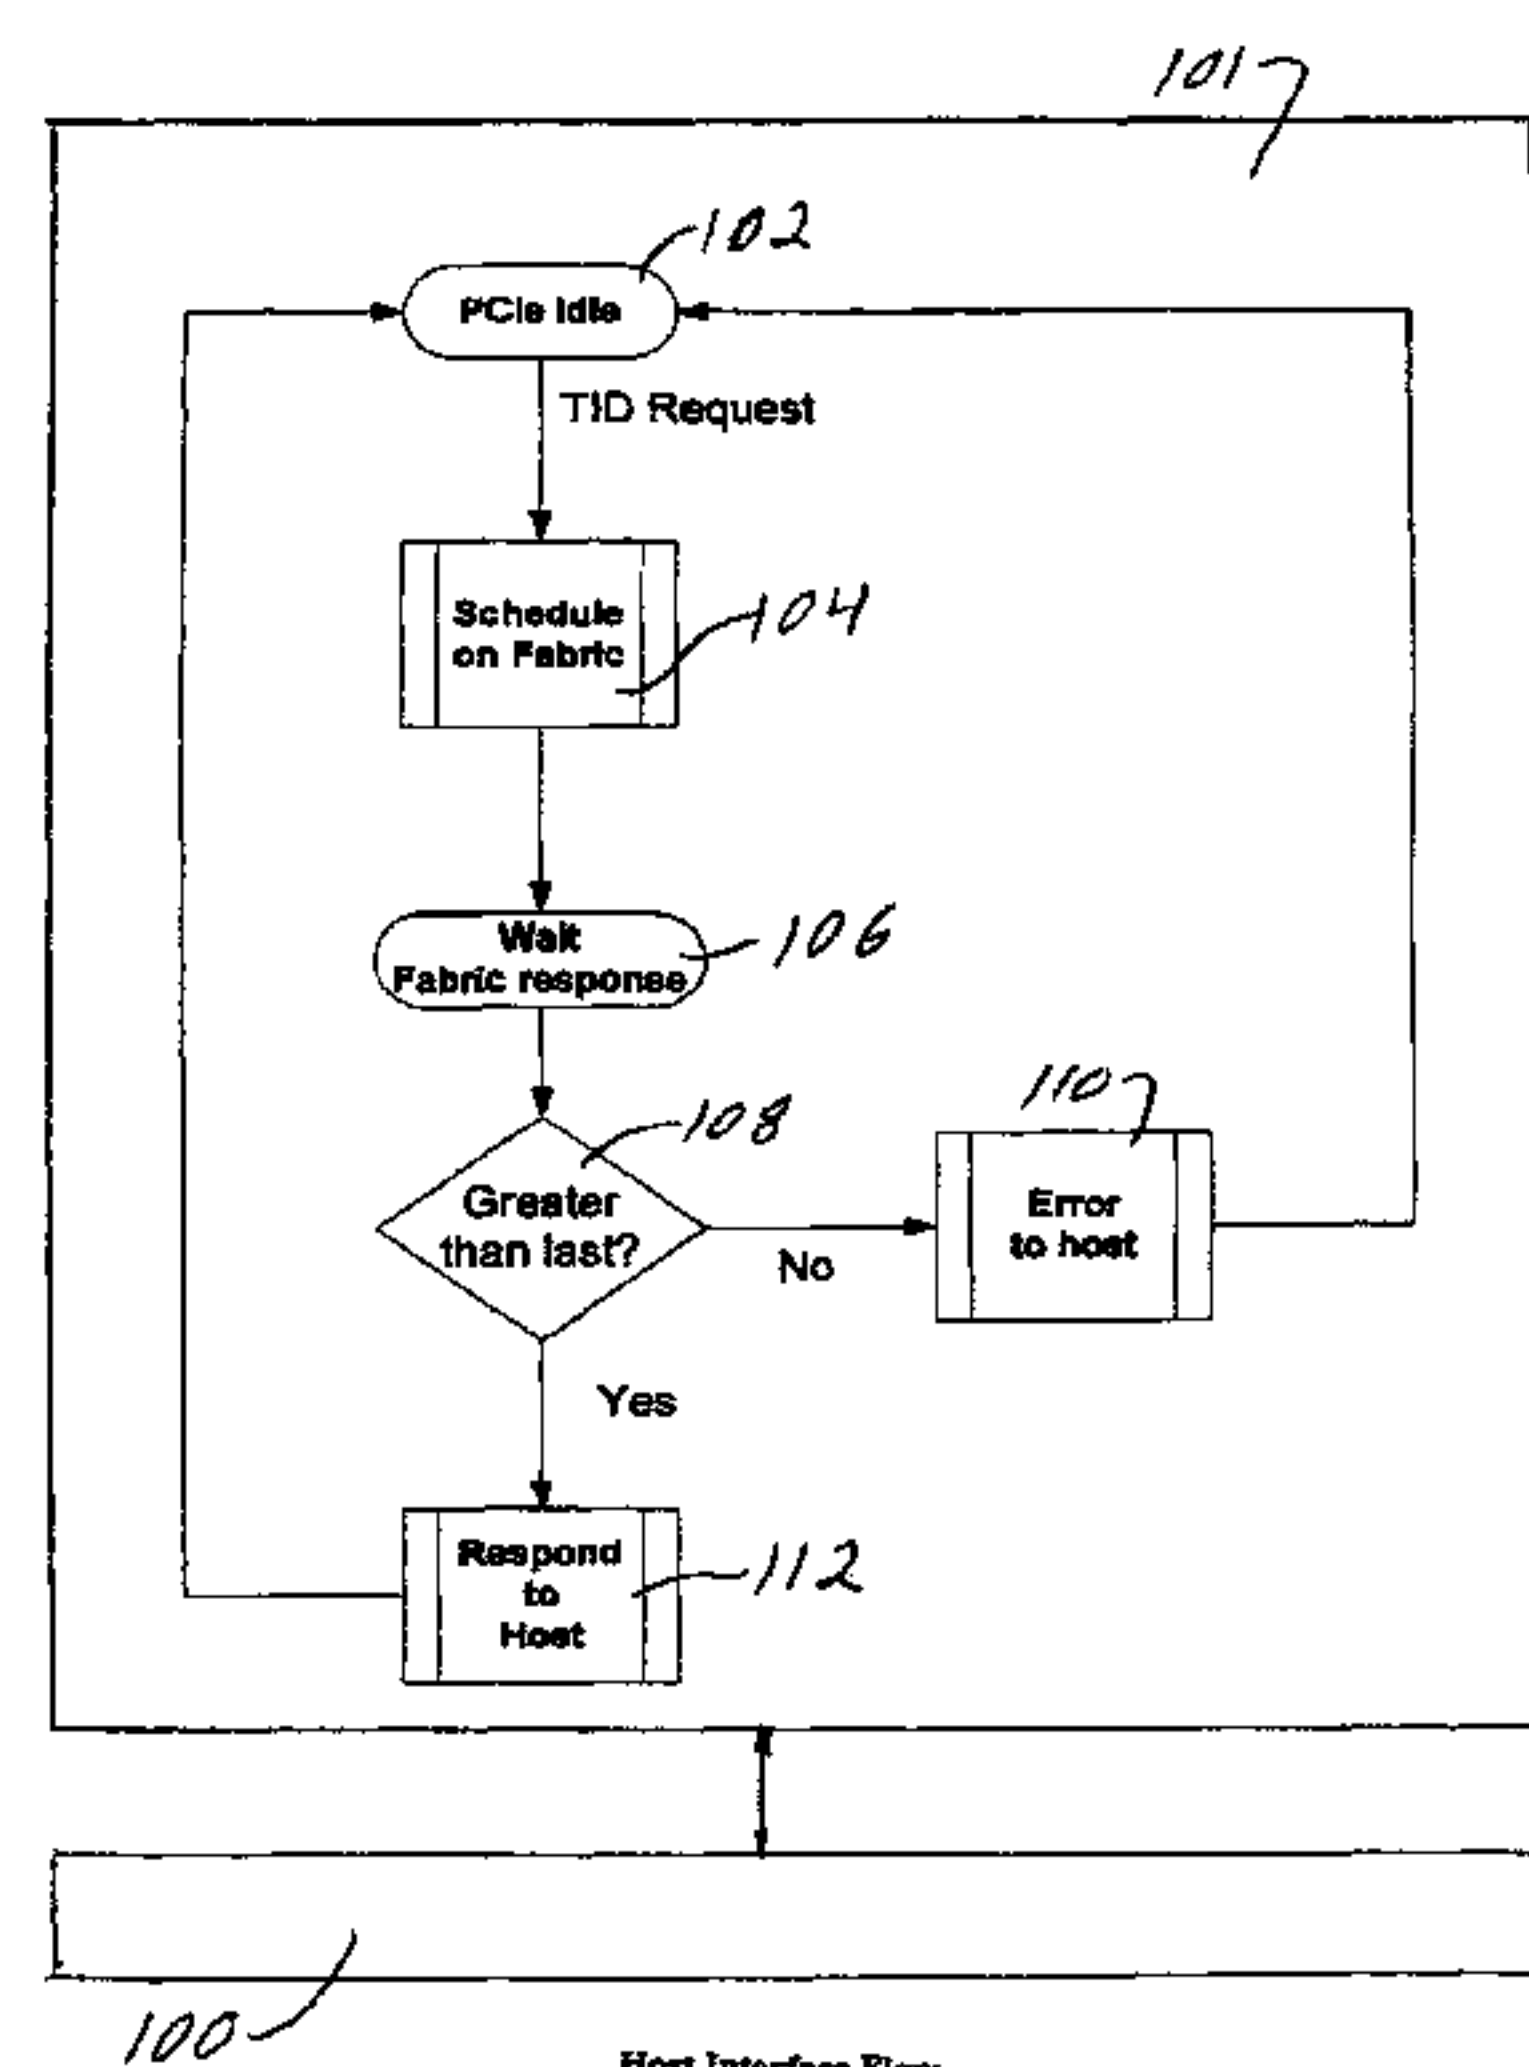 101
102
PCIe Idle
TID Request
Schedule
on Fabric
104
Wait
Fabric response
106
108
Greater
than last?
No
110
Error
to host
Yes
Respond
to
Host
112
100
Host Interface Flow